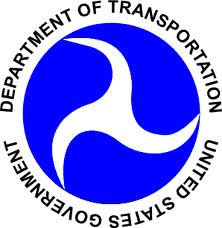 DEPARTMENT OF TRANSPORTATION
UNITED STATES GOVERNMENT